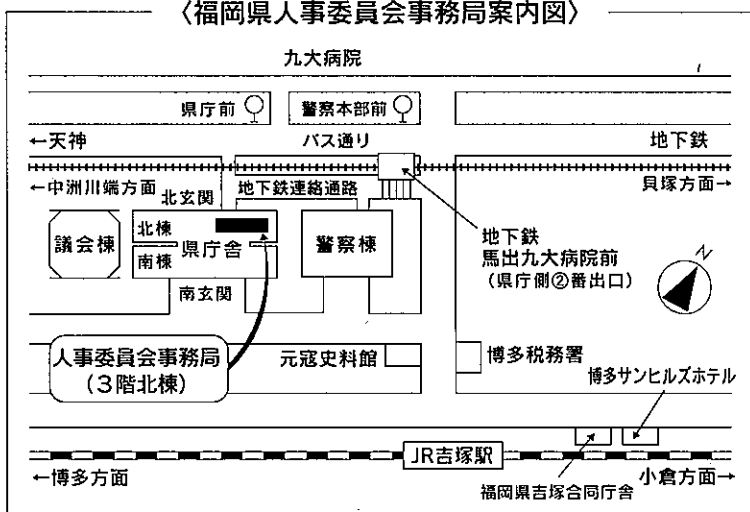 〈福岡県人事委員会事務局案内図〉
九大病院
県庁前
警察本部前
←天神
バス通り
地下鉄
←中洲川端方面
貝塚方面→
北玄関
地下鉄連絡通路
議会棟
北棟
県庁舎
南棟
警察棟
南玄関
地下鉄
馬出九大病院前
(県庁側②番出口)
N
人事委員会事務局
(3階北棟)
元寇史料館
博多税務署
博多サンヒルズホテル
JR吉塚駅
←博多方面
小倉方面→
福岡県吉塚合同庁舎